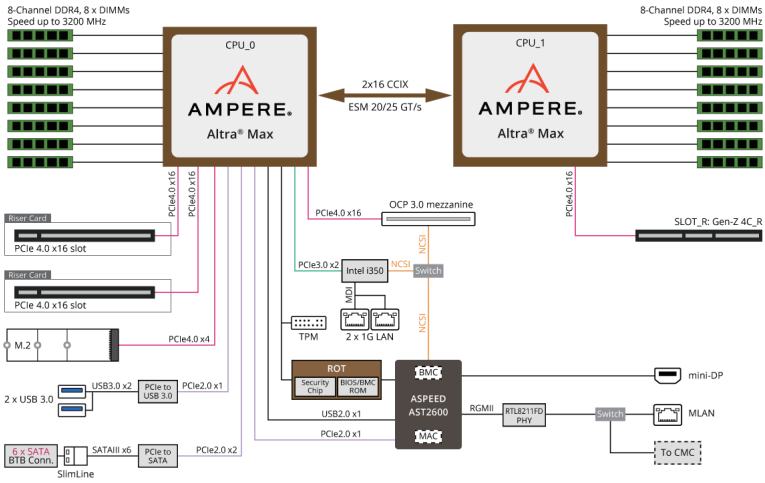 8-Channel DDR4, 8 x DIMMs
Speed up to 3200 MHz
CPU_0
AMPERE®
Altra® Max
2x16 CCIX
ESM 20/25 GT/s
CPU_1
AMPERE®
Altra® Max
8-Channel DDR4, 8 x DIMMs
Speed up to 3200 MHz
PCIe4.0 x16
PCIe4.0 x16
PCIe4.0 x16
Riser Card
PCIe 4.0 x16 slot
PCIe4.0 x16
OCP 3.0 mezzanine
SLOT_R: Gen-Z 4C_R
NCSI
Riser Card
PCIe 4.0 x16 slot
PCIe3.0 x2
Intel i350
NCSI
Switch
MDI
2 x 1G LAN
NCSI
M.2
PCIe4.0 x4
TPM
ROT
Security
Chip
BIOS/BMC
ROM
BMC
ASPEED
AST2600
MAC
mini-DP
2 x USB 3.0
USB3.0 x2
PCIe to
USB 3.0
PCIe2.0 x1
USB2.0 x1
RGMII
RTL8211FD
PHY
Switch
MLAN
PCIe2.0 x1
To CMC
6 x SATA
BTB Conn.
SlimLine
SATAIII x6
PCIe to
SATA
PCIe2.0 x2